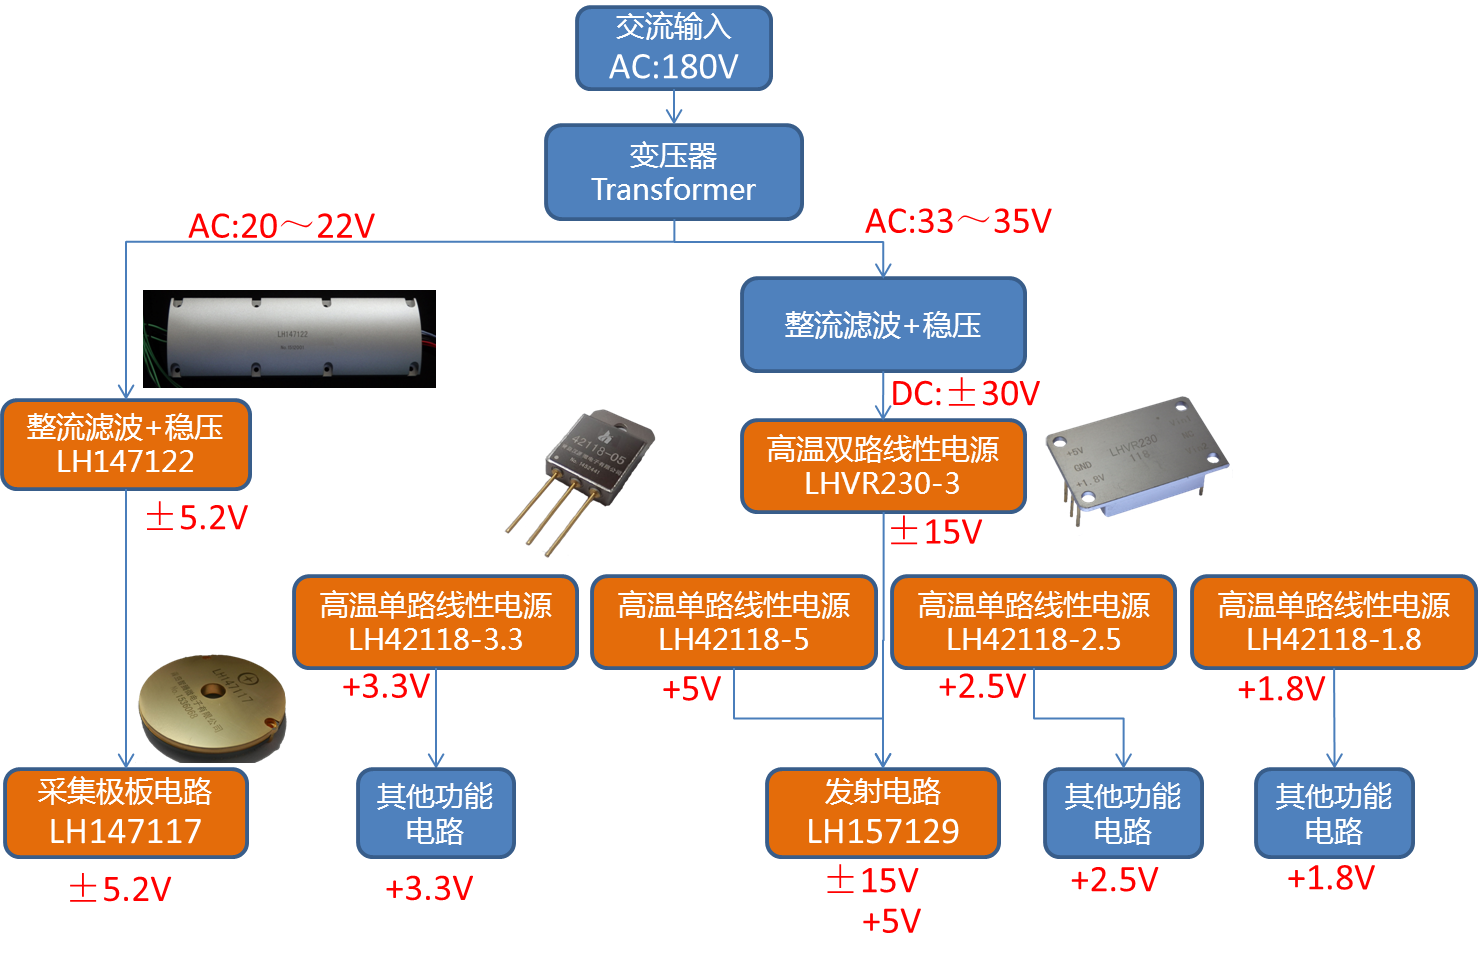 交流输入
AC:180V
变压器
Transformer
AC:20～22V
AC:33～35V
整流滤波+稳压
DC:±30V
LH147122
整流滤波+稳压
LH147122
±5.2V
42118-05
高温双路线性电源
LHVR230-3
±15V
LHVR230
118
+5V
GND
+1.8V
NC
高温单路线性电源
LH42118-3.3
+3.3V
高温单路线性电源
LH42118-5
+5V
高温单路线性电源
LH42118-2.5
+2.5V
高温单路线性电源
LH42118-1.8
+1.8V
LH147117
采集极板电路
LH147117
±5.2V
其他功能
电路
+3.3V
发射电路
LH157129
±15V
+5V
其他功能
电路
+2.5V
其他功能
电路
+1.8V